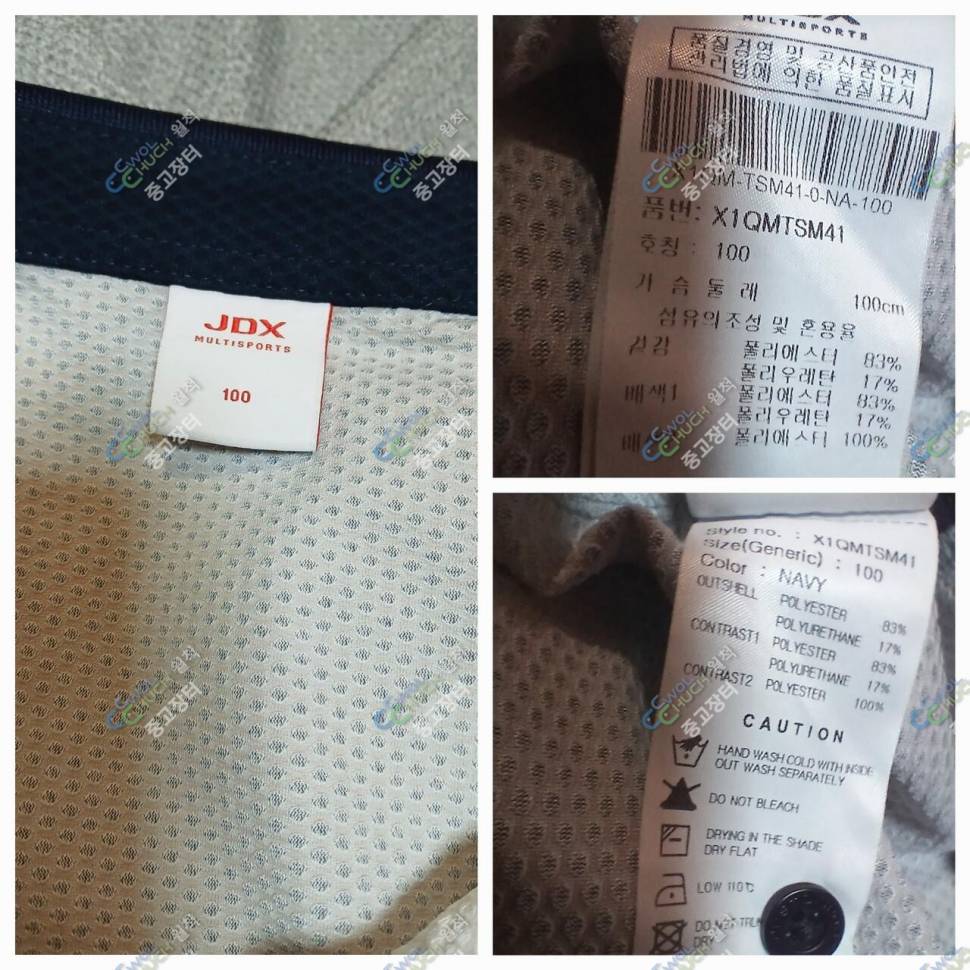 JDX
MULTISPORTS
100
MULTISPORTS
품질경영 및 공산품안전
관리법에 의한 품질표시
TSM41-0-NA-100
품번: X1QMTSM41
호칭 : 100
가 슴 둘 레 100cm
섬유의조성 및 혼용율
겉감 폴리에스터 83%
폴리우레탄 17%
배색1 폴리에스터 83%
폴리우레탄 17%
폴리에스터 100%
Style no. : X1QMTSM41
Size(Generic) : 100
Color : NAVY
OUTSHELL POLYESTER 83%
POLYURETHANE 17%
CONTRAST1 POLYESTER 83%
POLYURETHANE 17%
CONTRAST2 POLYESTER 100%
CAUTION
HAND WASH COLD WITH INSIDE
OUT WASH SEPARATELY
DO NOT BLEACH
DRYING IN THE SHADE
DRY FLAT
LOW 110℃
DO NOT
DRY
CWOL
CHUCH 월척
중고장터